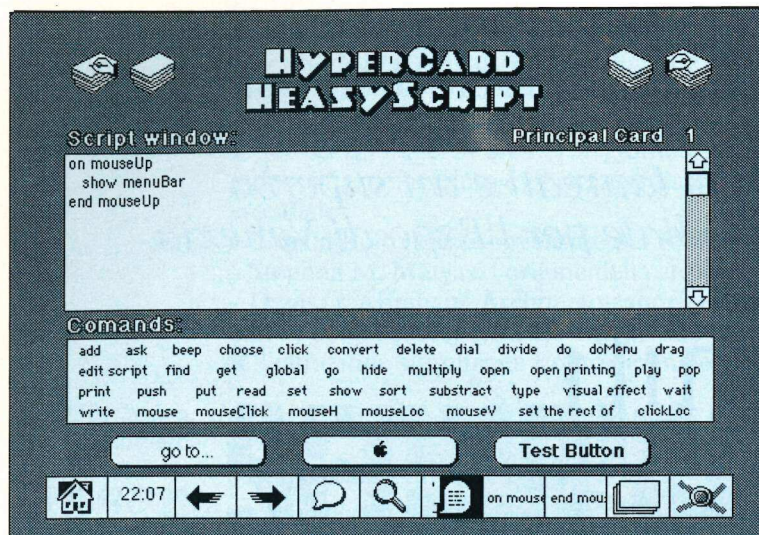 HYPERCARD
HEASYSCRIPT
Script window: Principal Card 1
on mouseUp
show menuBar
end mouseUp
Comands:
add ask beep choose click convert delete dial divide do doMenu drag
edit script find get global go hide multiply open open printing play pop
print push put read set show sort substract type visual effect wait
write mouse mouseClick mouseH mouseLoc mouseV set the rect of clickLoc
go to... Test Button
22:07 on mouse end mou